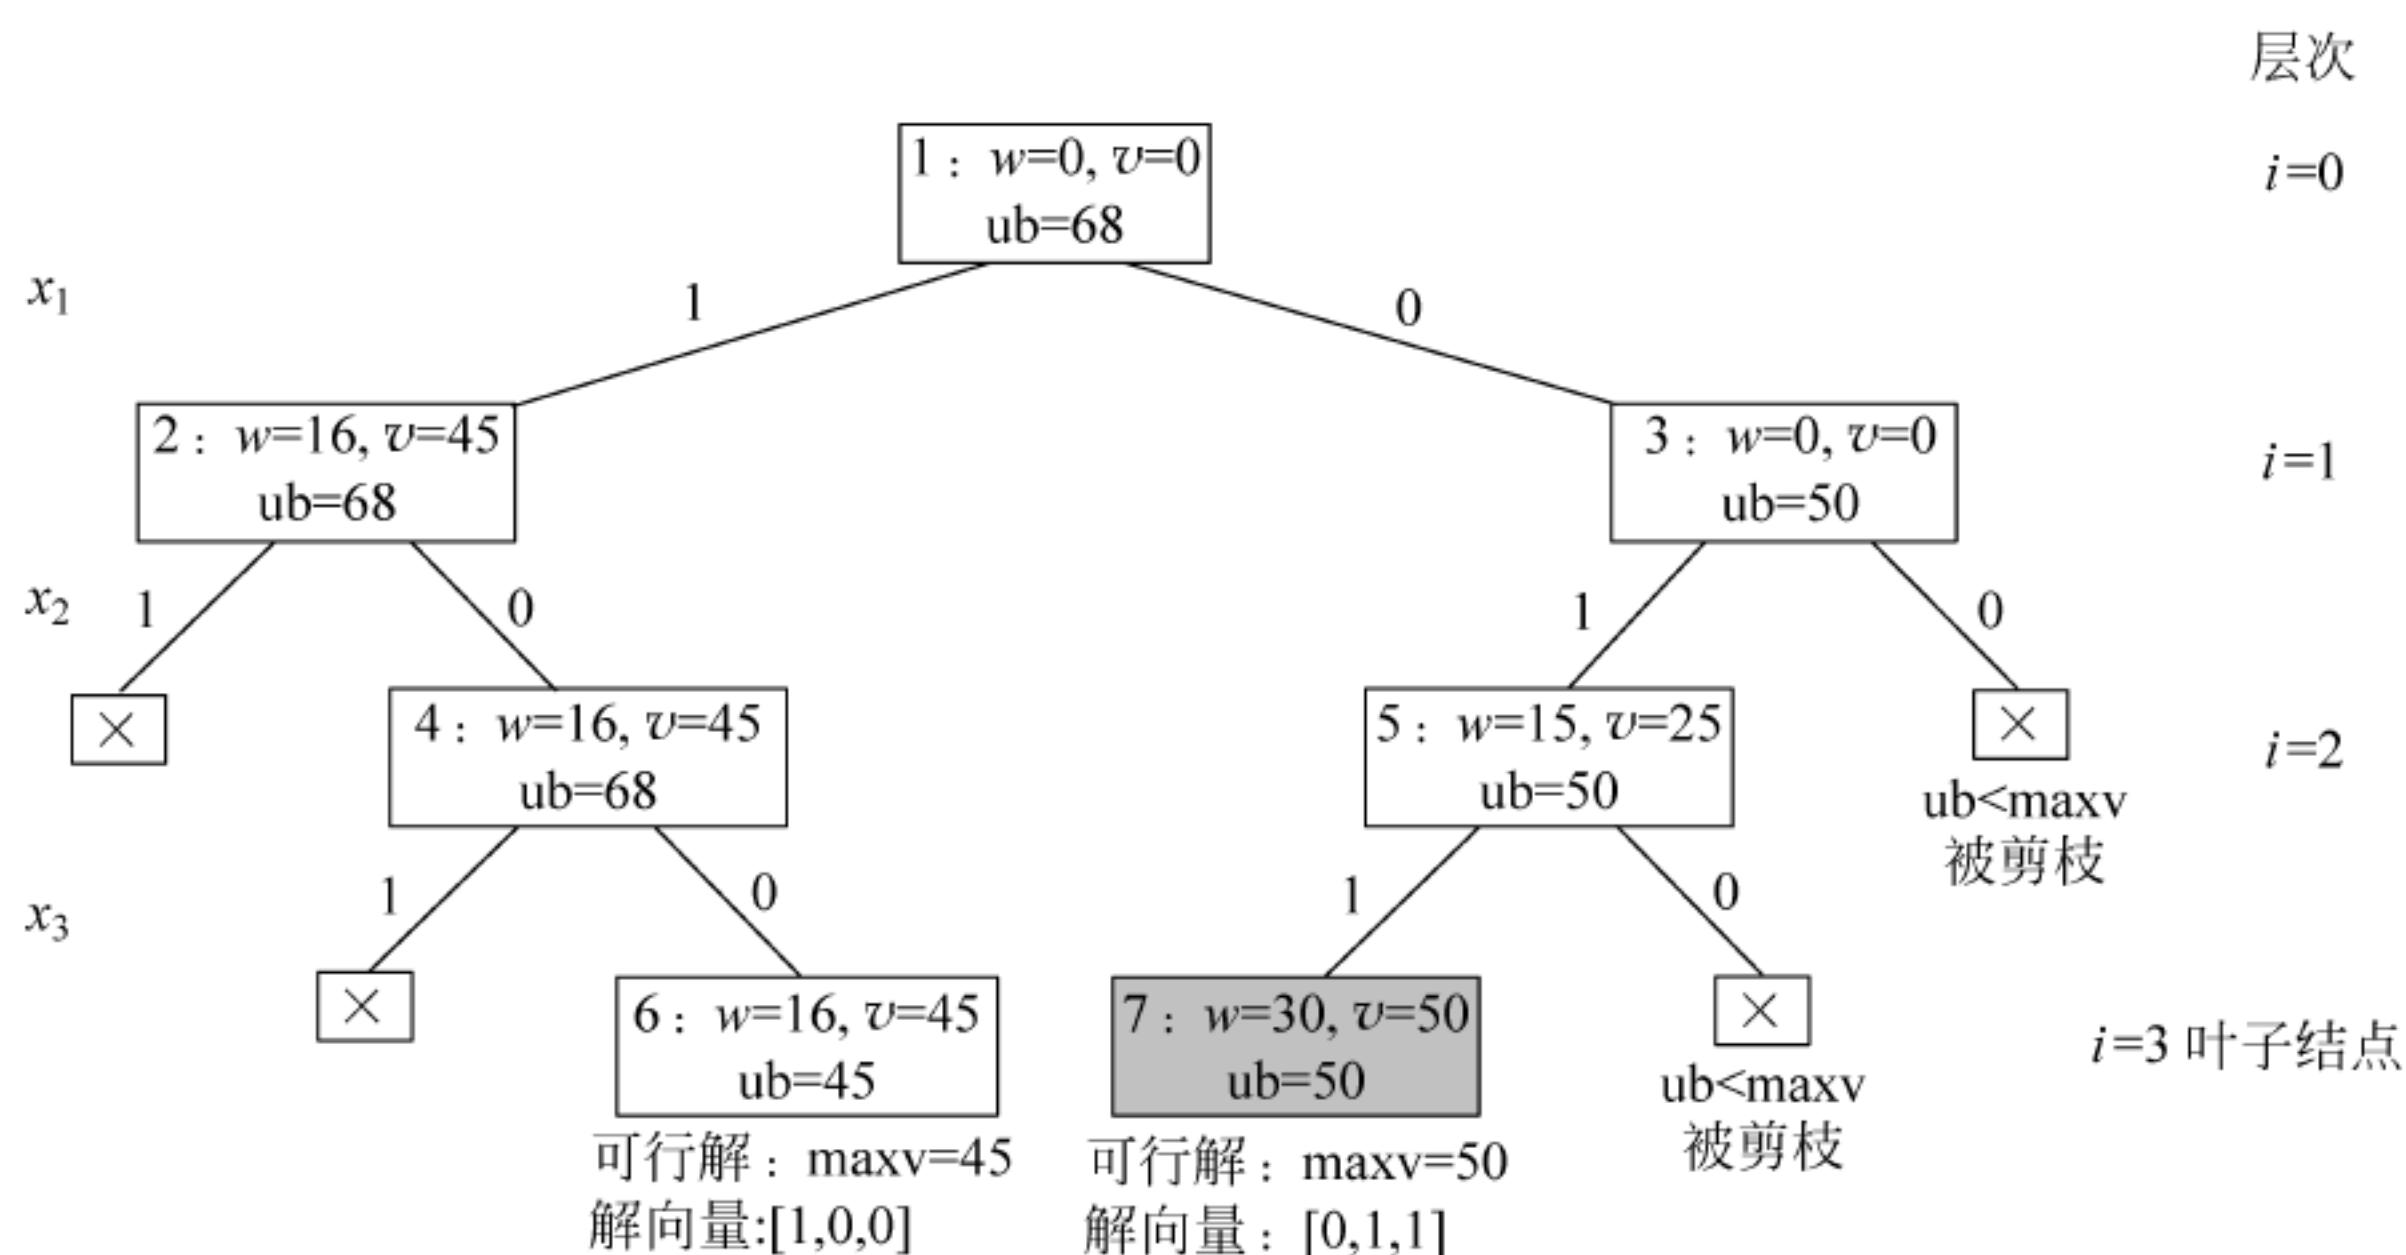 层次
1：w=0, v=0
ub=68
i=0
x₁
1
0
2：w=16, v=45
ub=68
3：w=0, v=0
ub=50
i=1
x₂
1
0
1
0
×
4：w=16, v=45
ub=68
5：w=15, v=25
ub=50
×
ub<maxv
被剪枝
i=2
x₃
1
0
1
0
×
6：w=16, v=45
ub=45
可行解：maxv=45
解向量:[1,0,0]
7：w=30, v=50
ub=50
可行解：maxv=50
解向量：[0,1,1]
×
ub<maxv
被剪枝
i=3 叶子结点